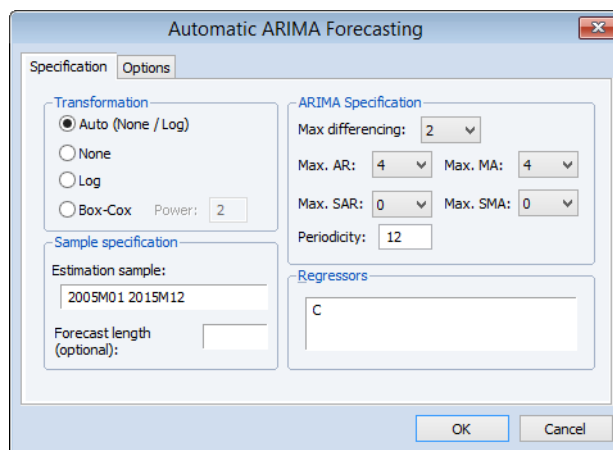 Automatic ARIMA Forecasting
Specification Options
Transformation
Auto (None / Log)
None
Log
Box-Cox Power: 2
Sample specification
Estimation sample:
2005M01 2015M12
Forecast length
(optional):
ARIMA Specification
Max differencing: 2
Max. AR: 4 Max. MA: 4
Max. SAR: 0 Max. SMA: 0
Periodicity: 12
Regressors
C
OK Cancel